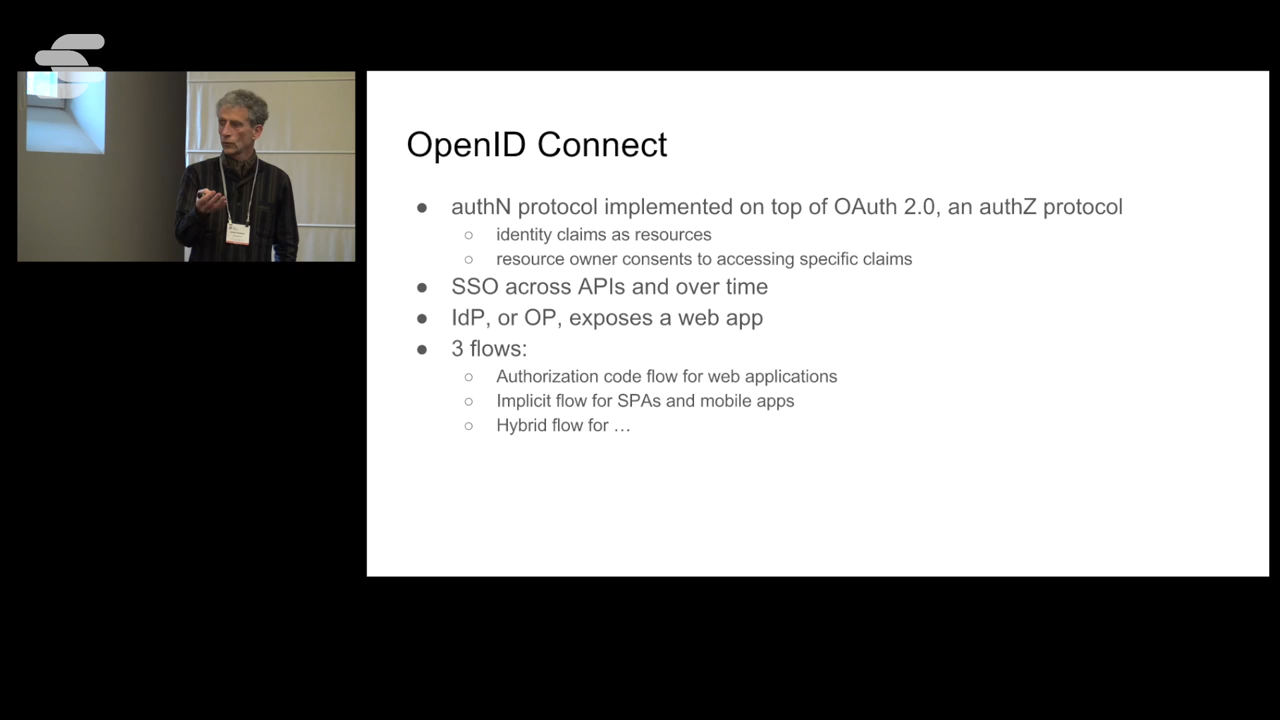 OpenID Connect
● authN protocol implemented on top of OAuth 2.0, an authZ protocol
○ identity claims as resources
○ resource owner consents to accessing specific claims
● SSO across APIs and over time
● IdP, or OP, exposes a web app
● 3 flows:
○ Authorization code flow for web applications
○ Implicit flow for SPAs and mobile apps
○ Hybrid flow for …